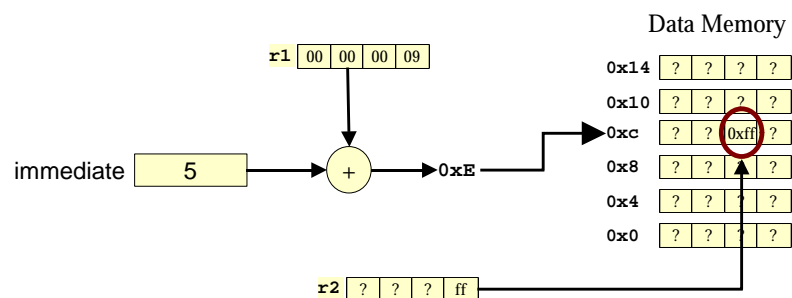 Data Memory
r1 00 00 00 09
0x14 ? ? ? ?
0x10 ? ? ? ?
0xc ? ? 0xff ?
immediate 5 + 0xE
0x8 ? ? ? ?
0x4 ? ? ? ?
0x0 ? ? ? ?
r2 ? ? ? ff